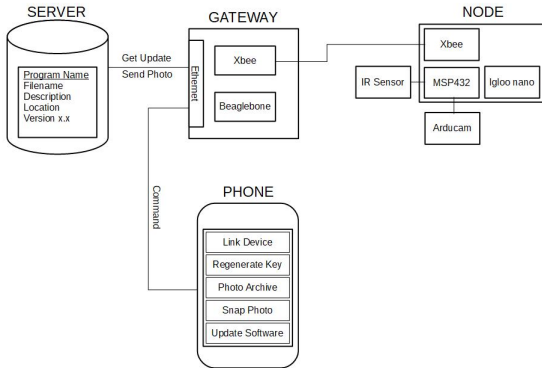 SERVER
GATEWAY
NODE
Program Name
Filename
Description
Location
Version x.x
Get Update
Send Photo
Ethernet
Xbee
Beaglebone
Xbee
IR Sensor
MSP432
Igloo nano
Arducam
Command
PHONE
Link Device
Regenerate Key
Photo Archive
Snap Photo
Update Software